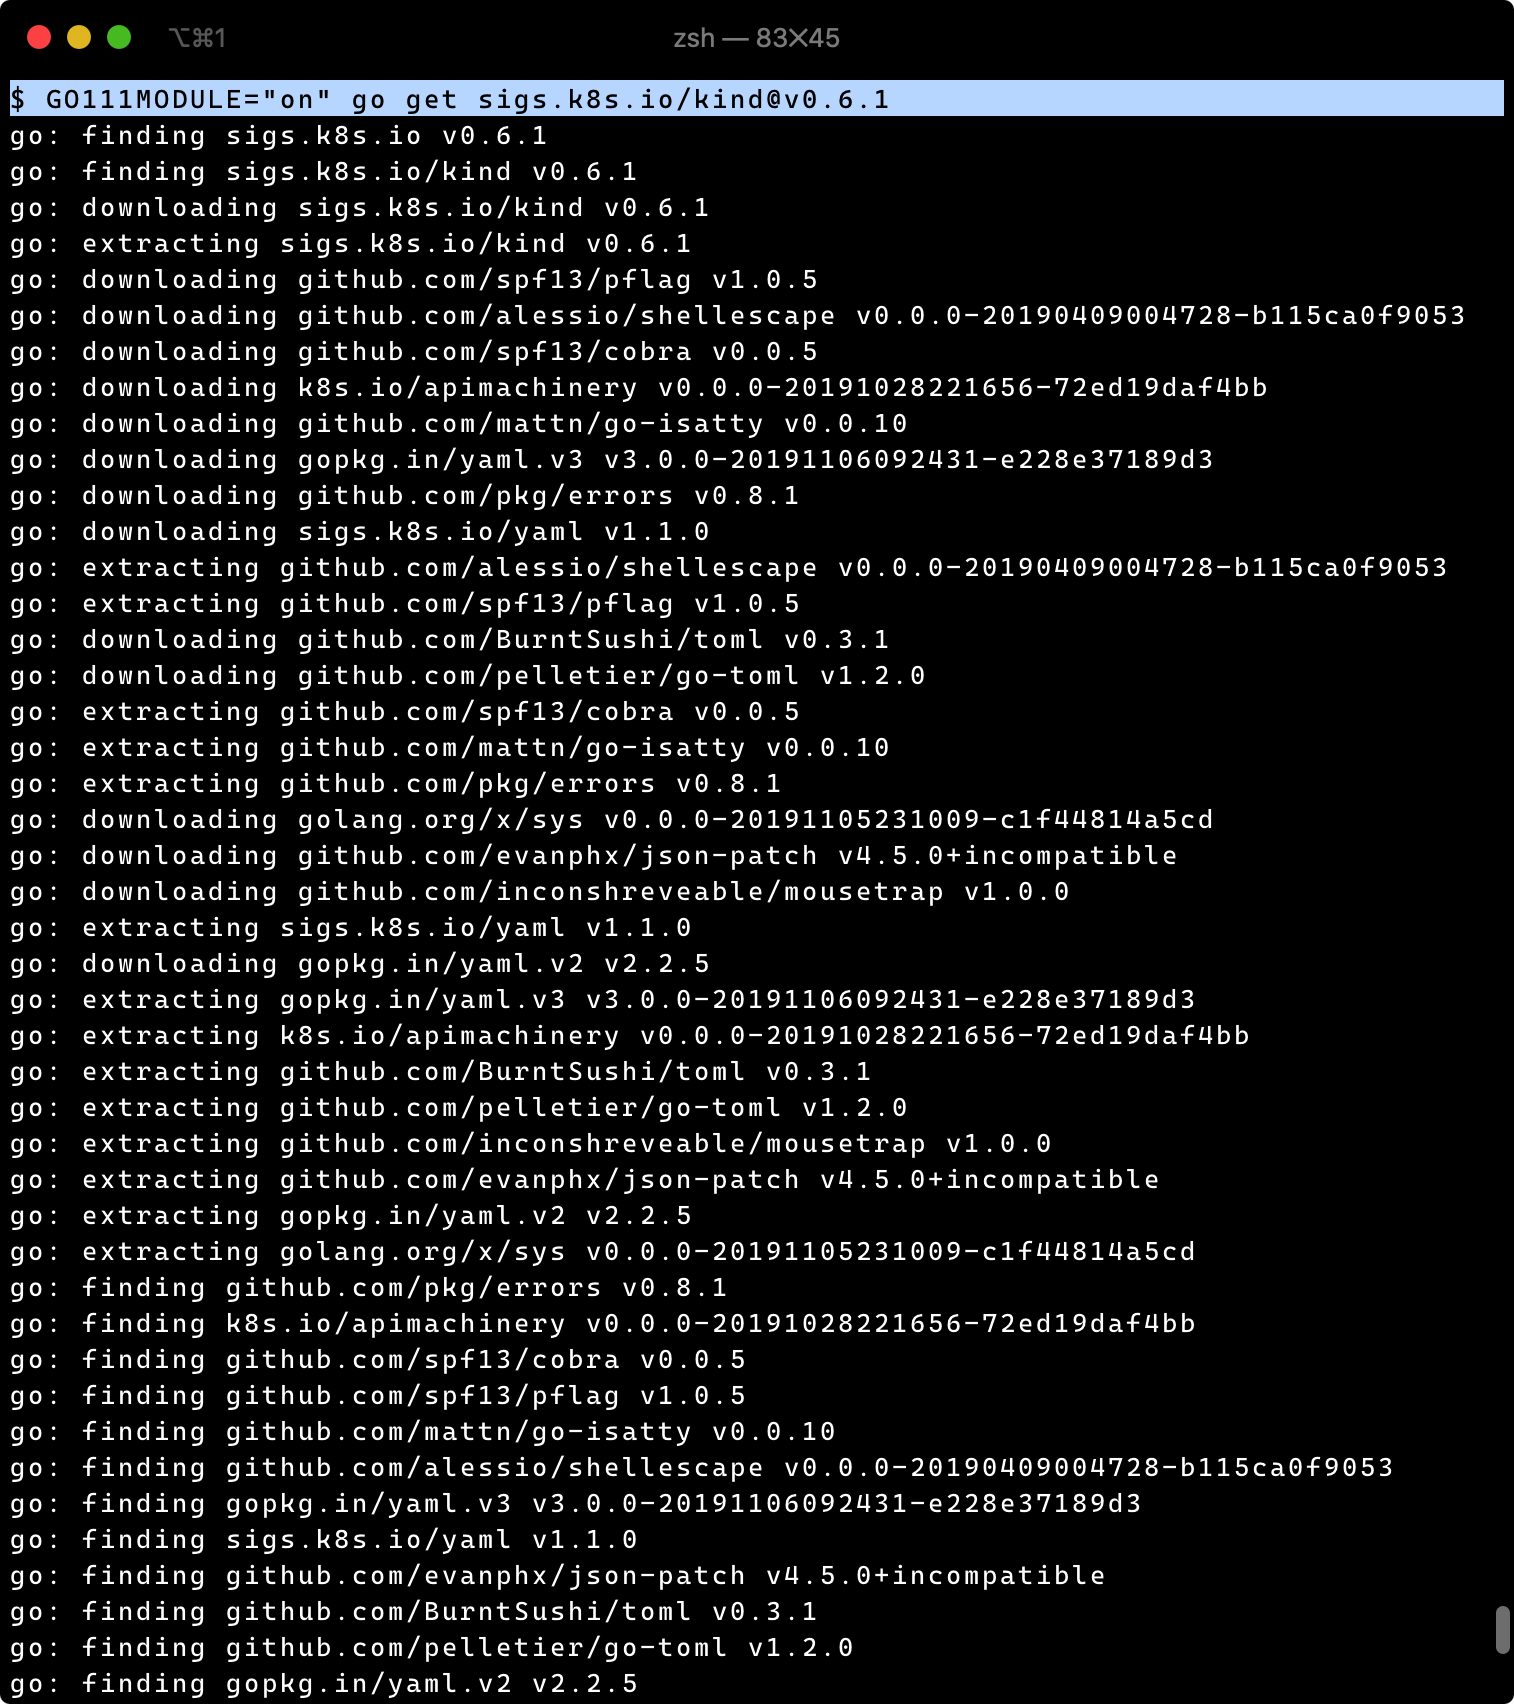 ⌥⌘1
zsh — 83✕45
$ GO111MODULE="on" go get sigs.k8s.io/kind@v0.6.1
go: finding sigs.k8s.io v0.6.1
go: finding sigs.k8s.io/kind v0.6.1
go: downloading sigs.k8s.io/kind v0.6.1
go: extracting sigs.k8s.io/kind v0.6.1
go: downloading github.com/spf13/pflag v1.0.5
go: downloading github.com/alessio/shellescape v0.0.0-20190409004728-b115ca0f9053
go: downloading github.com/spf13/cobra v0.0.5
go: downloading k8s.io/apimachinery v0.0.0-20191028221656-72ed19daf4bb
go: downloading github.com/mattn/go-isatty v0.0.10
go: downloading gopkg.in/yaml.v3 v3.0.0-20191106092431-e228e37189d3
go: downloading github.com/pkg/errors v0.8.1
go: downloading sigs.k8s.io/yaml v1.1.0
go: extracting github.com/alessio/shellescape v0.0.0-20190409004728-b115ca0f9053
go: extracting github.com/spf13/pflag v1.0.5
go: downloading github.com/BurntSushi/toml v0.3.1
go: downloading github.com/pelletier/go-toml v1.2.0
go: extracting github.com/spf13/cobra v0.0.5
go: extracting github.com/mattn/go-isatty v0.0.10
go: extracting github.com/pkg/errors v0.8.1
go: downloading golang.org/x/sys v0.0.0-20191105231009-c1f44814a5cd
go: downloading github.com/evanphx/json-patch v4.5.0+incompatible
go: downloading github.com/inconshreveable/mousetrap v1.0.0
go: extracting sigs.k8s.io/yaml v1.1.0
go: downloading gopkg.in/yaml.v2 v2.2.5
go: extracting gopkg.in/yaml.v3 v3.0.0-20191106092431-e228e37189d3
go: extracting k8s.io/apimachinery v0.0.0-20191028221656-72ed19daf4bb
go: extracting github.com/BurntSushi/toml v0.3.1
go: extracting github.com/pelletier/go-toml v1.2.0
go: extracting github.com/inconshreveable/mousetrap v1.0.0
go: extracting github.com/evanphx/json-patch v4.5.0+incompatible
go: extracting gopkg.in/yaml.v2 v2.2.5
go: extracting golang.org/x/sys v0.0.0-20191105231009-c1f44814a5cd
go: finding github.com/pkg/errors v0.8.1
go: finding k8s.io/apimachinery v0.0.0-20191028221656-72ed19daf4bb
go: finding github.com/spf13/cobra v0.0.5
go: finding github.com/spf13/pflag v1.0.5
go: finding github.com/mattn/go-isatty v0.0.10
go: finding github.com/alessio/shellescape v0.0.0-20190409004728-b115ca0f9053
go: finding gopkg.in/yaml.v3 v3.0.0-20191106092431-e228e37189d3
go: finding sigs.k8s.io/yaml v1.1.0
go: finding github.com/evanphx/json-patch v4.5.0+incompatible
go: finding github.com/BurntSushi/toml v0.3.1
go: finding github.com/pelletier/go-toml v1.2.0
go: finding gopkg.in/yaml.v2 v2.2.5